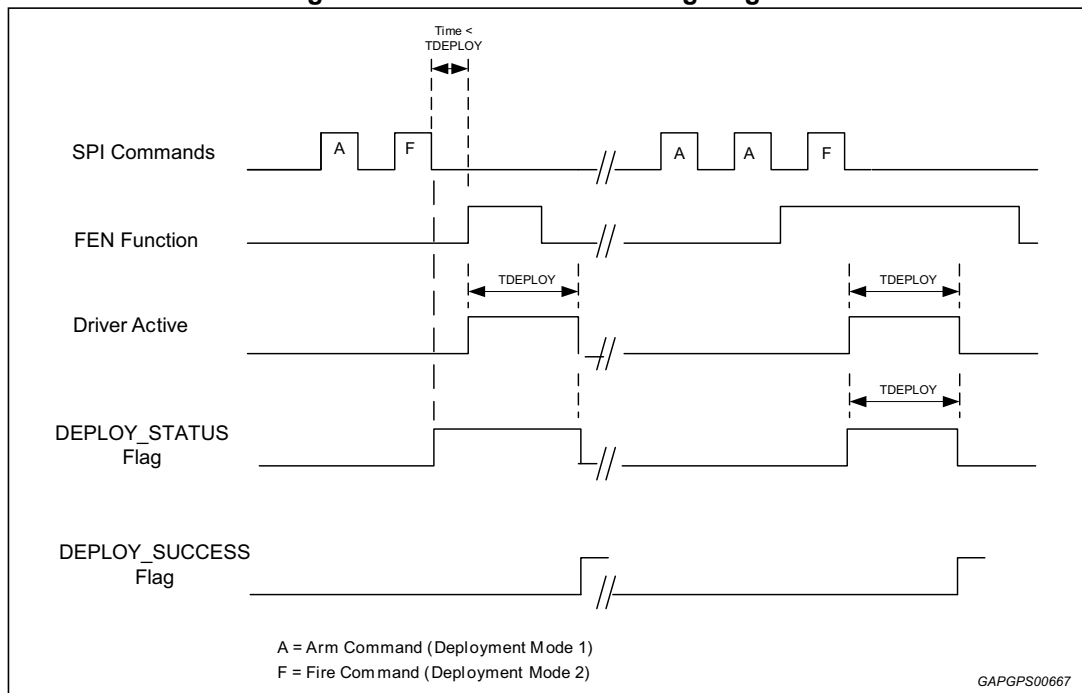 Time <
TDEPLOY
SPI Commands
A
F
A
A
F
FEN Function
TDEPLOY
TDEPLOY
Driver Active
TDEPLOY
DEPLOY_STATUS
Flag
DEPLOY_SUCCESS
Flag
A = Arm Command (Deployment Mode 1)
F = Fire Command (Deployment Mode 2)
GAPGPS00667